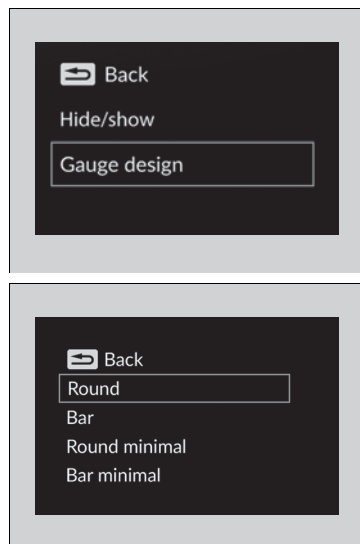 Back
Hide/show
Gauge design
Back
Round
Bar
Round minimal
Bar minimal